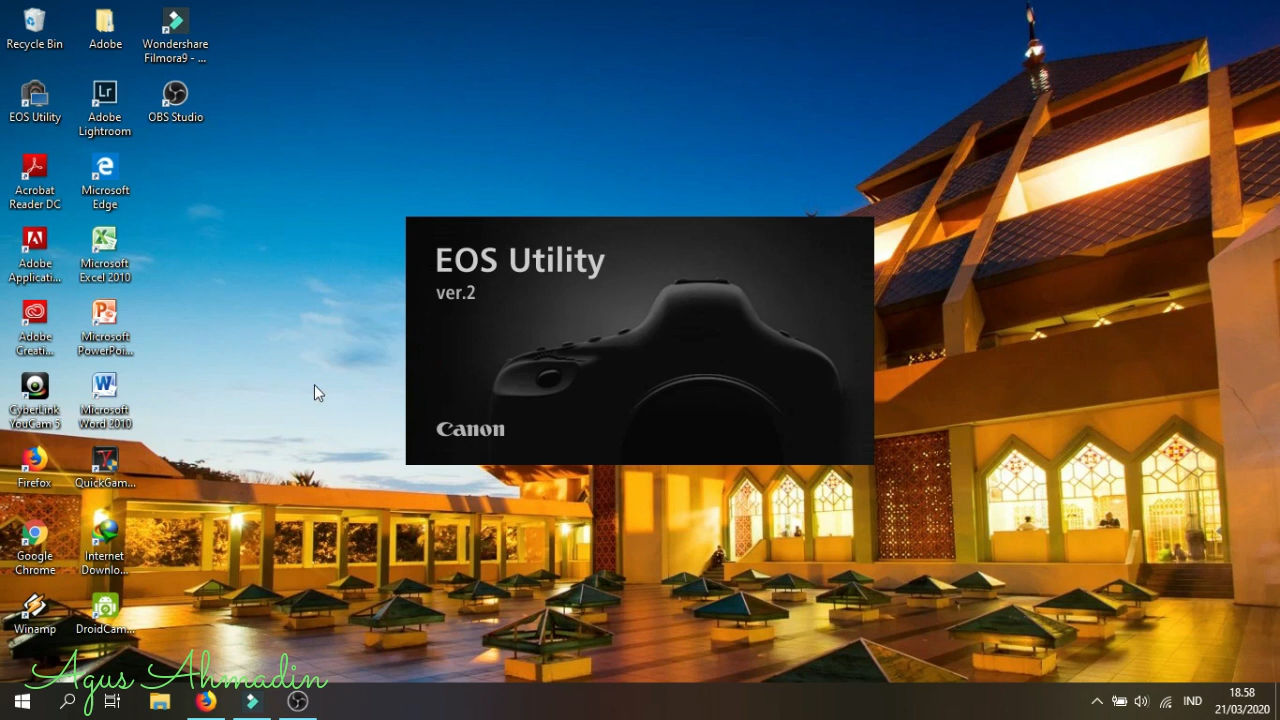 Recycle Bin
Adobe
Wondershare
Filmora9 - ...
EOS Utility
Lr
Adobe
Lightroom
OBS Studio
Acrobat
Reader DC
Microsoft
Edge
Adobe
Applicati...
Microsoft
Excel 2010
Adobe
Creati...
Microsoft
PowerPoi...
CyberLink
YouCam 5
Microsoft
Word 2010
Firefox
QuickGam...
Google
Chrome
Internet
Downlo...
Winamp
DroidCam...
EOS Utility
ver.2
Canon
Agus Ahmadin
IND
18.58
21/03/2020